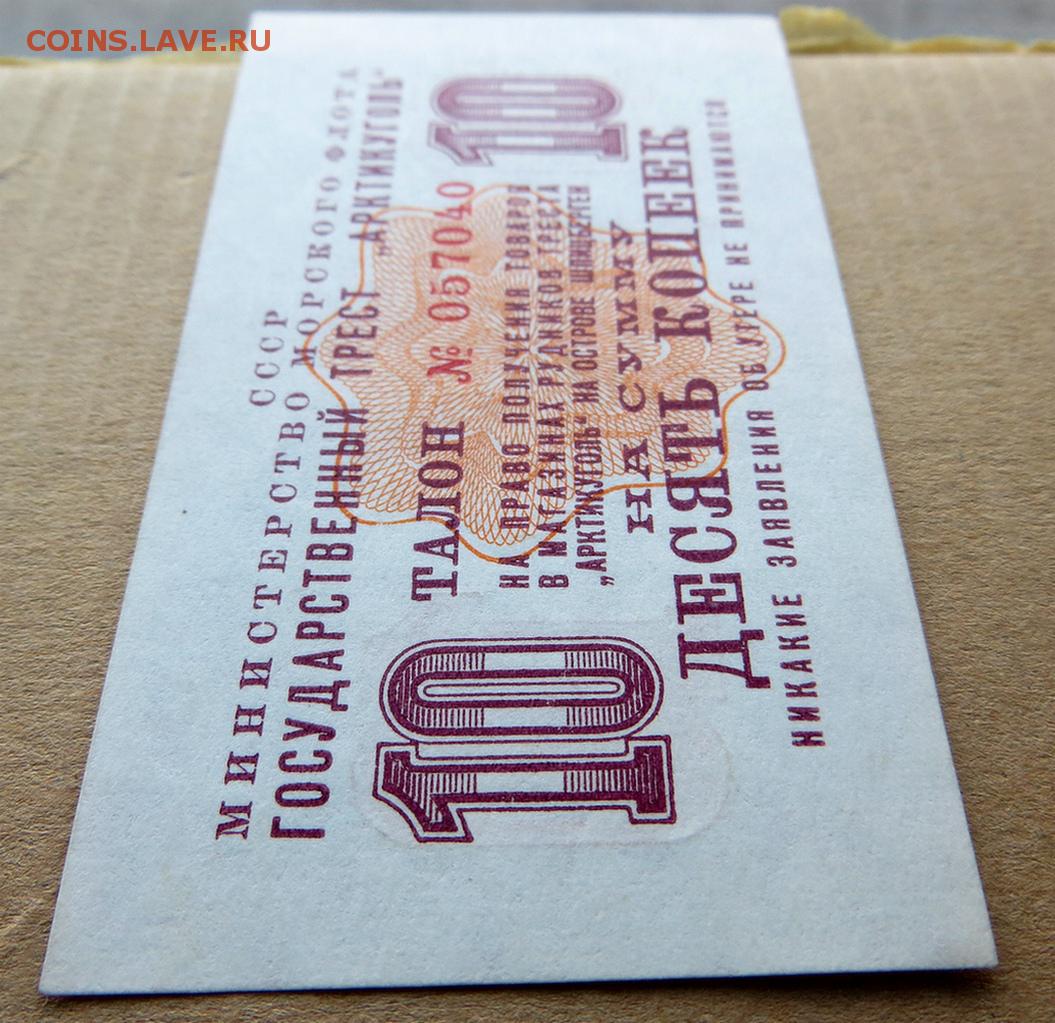 COINS.LAVE.RU
СССР
МИНИСТЕРСТВО МОРСКОГО ФЛОТА
ГОСУДАРСТВЕННЫЙ ТРЕСТ „АРКТИКУГОЛЬ“
ТАЛОН № 057040
10
10
НА ПРАВО ПОЛУЧЕНИЯ ТОВАРОВ
В МАГАЗИНАХ РУДНИКОВ ТРЕСТА
„АРКТИКУГОЛЬ“ НА ОСТРОВЕ ШПИЦБЕРГЕН
НА СУММУ
ДЕСЯТЬ КОПЕЕК
НИКАКИЕ ЗАЯВЛЕНИЯ ОБ УТЕРЕ НЕ ПРИНИМАЮТСЯ